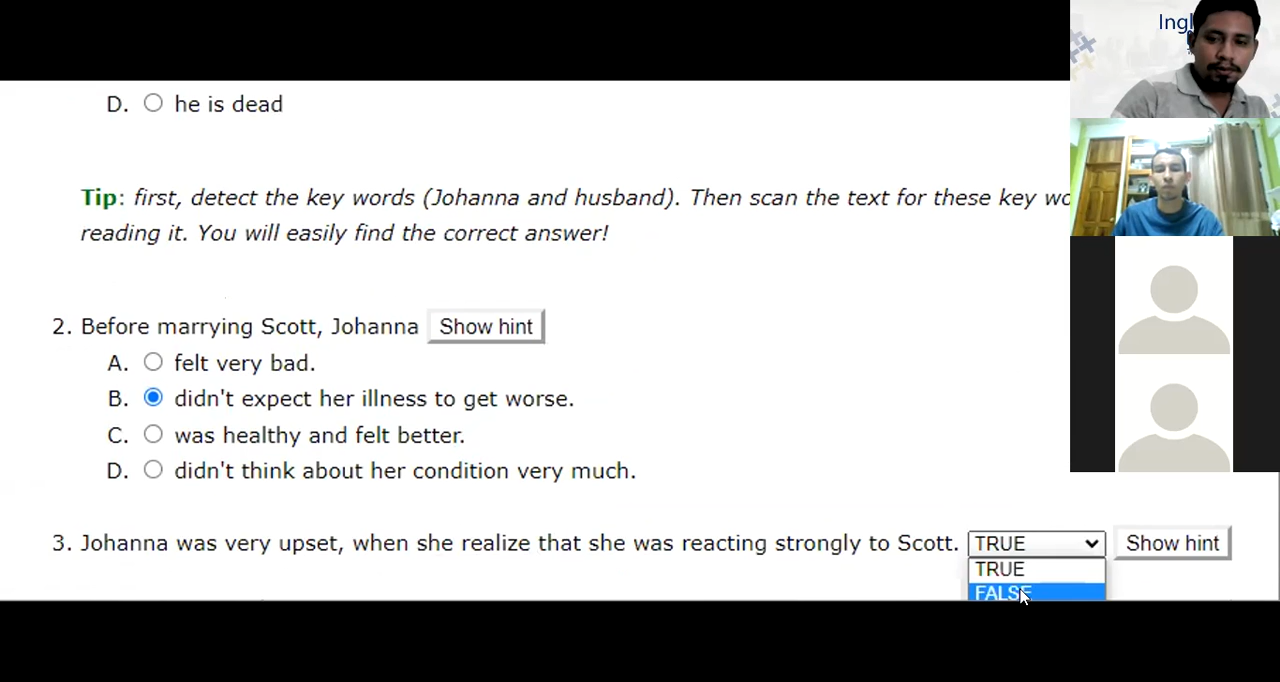 Ingl
D. he is dead
Tip: first, detect the key words (Johanna and husband). Then scan the text for these key wo
reading it. You will easily find the correct answer!
2. Before marrying Scott, Johanna Show hint
A. felt very bad.
B. didn't expect her illness to get worse.
C. was healthy and felt better.
D. didn't think about her condition very much.
3. Johanna was very upset, when she realize that she was reacting strongly to Scott. TRUE Show hint
TRUE
FALSE